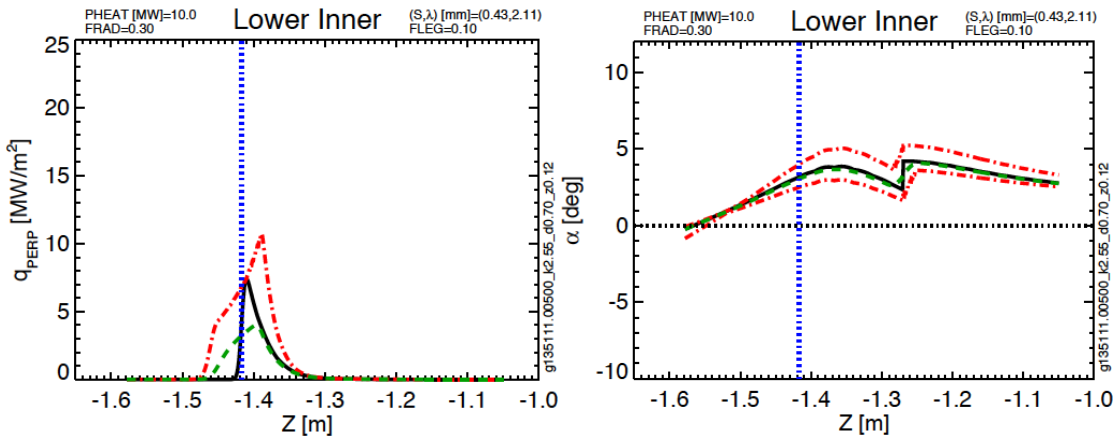 PHEAT [MW]=10.0
FRAD=0.30
Lower Inner
(S,λ) [mm]=(0.43,2.11)
FLEG=0.10
25
20
15
10
5
0
q_PERP [MW/m²]
-1.6 -1.5 -1.4 -1.3 -1.2 -1.1 -1.0
Z [m]
g135111.00500_k2.55_d0.70_z0.12
PHEAT [MW]=10.0
FRAD=0.30
Lower Inner
(S,λ) [mm]=(0.43,2.11)
FLEG=0.10
10
5
0
-5
-10
α [deg]
-1.6 -1.5 -1.4 -1.3 -1.2 -1.1 -1.0
Z [m]
g135111.00500_k2.55_d0.70_z0.12